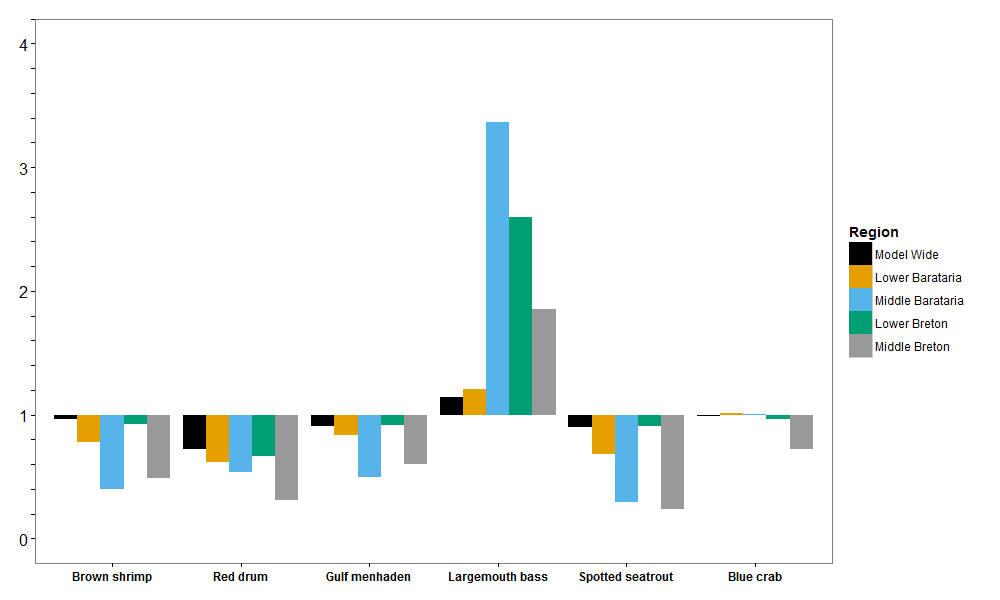 4
3
2
1
0
Brown shrimp Red drum Gulf menhaden Largemouth bass Spotted seatrout Blue crab
Region
Model Wide
Lower Barataria
Middle Barataria
Lower Breton
Middle Breton